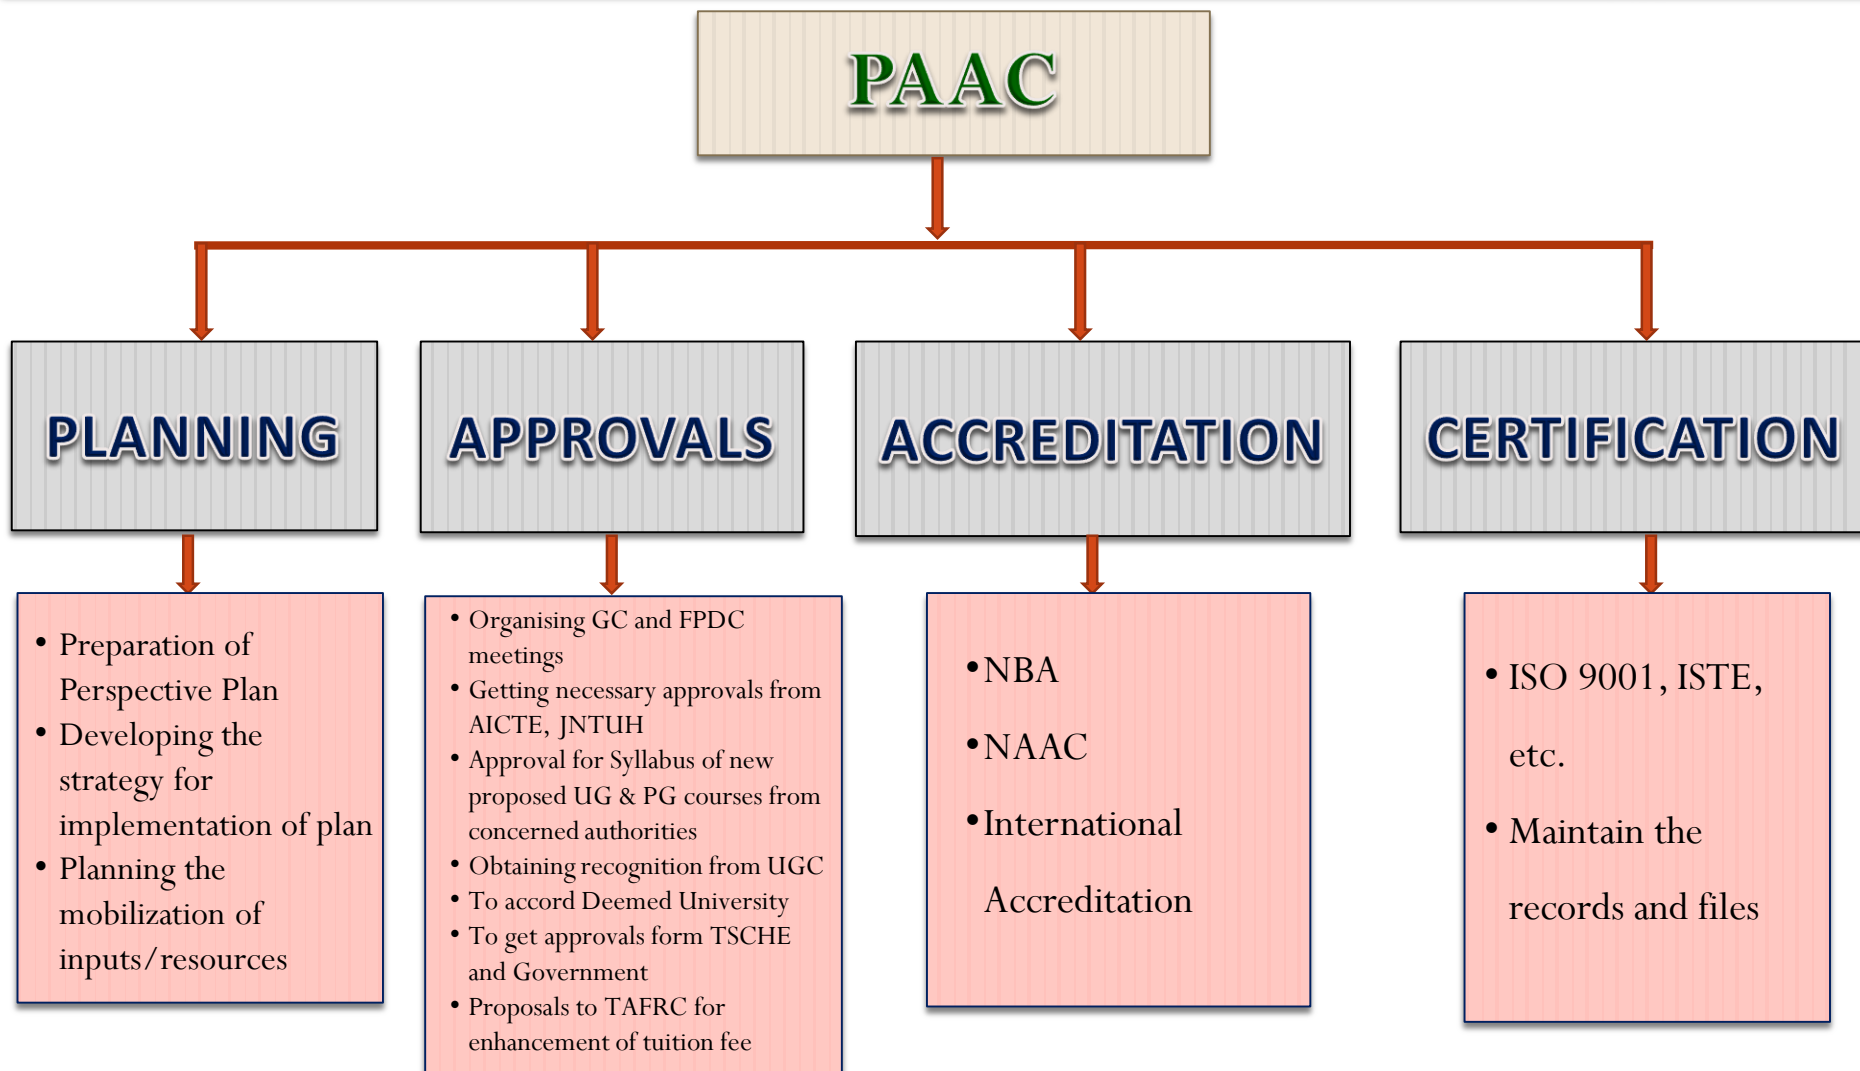 PAAC
PLANNING
APPROVALS
ACCREDITATION
CERTIFICATION
• Preparation of
Perspective Plan
• Developing the
strategy for
implementation of plan
• Planning the
mobilization of
inputs/resources
• Organising GC and FPDC
meetings
• Getting necessary approvals from
AICTE, JNTUH
• Approval for Syllabus of new
proposed UG & PG courses from
concerned authorities
• Obtaining recognition from UGC
• To accord Deemed University
• To get approvals form TSCHE
and Government
• Proposals to TAFRC for
enhancement of tuition fee
•NBA
•NAAC
•International
Accreditation
• ISO 9001, ISTE,
etc.
• Maintain the
records and files